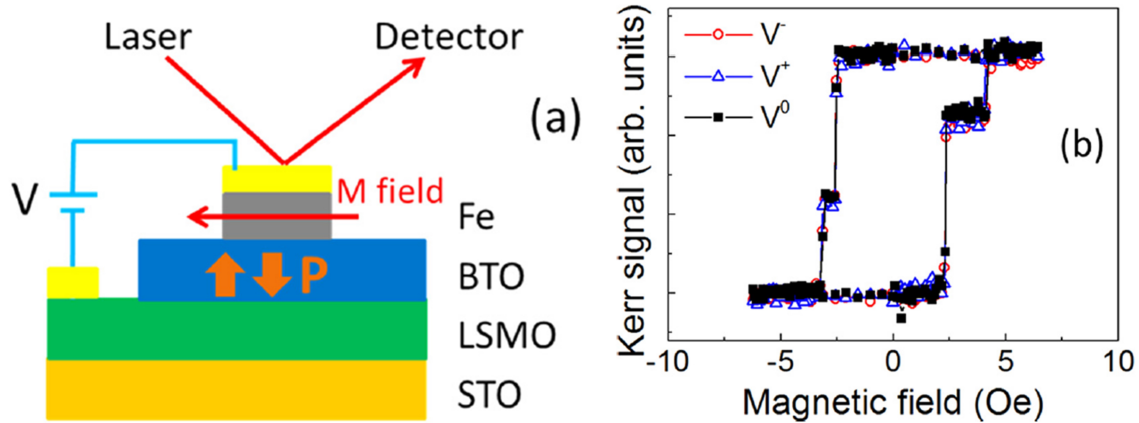 Laser
Detector
(a)
V
M field
Fe
P
BTO
LSMO
STO
Kerr signal (arb. units)
V⁻
V⁺
V⁰
(b)
-10
-5
0
5
10
Magnetic field (Oe)